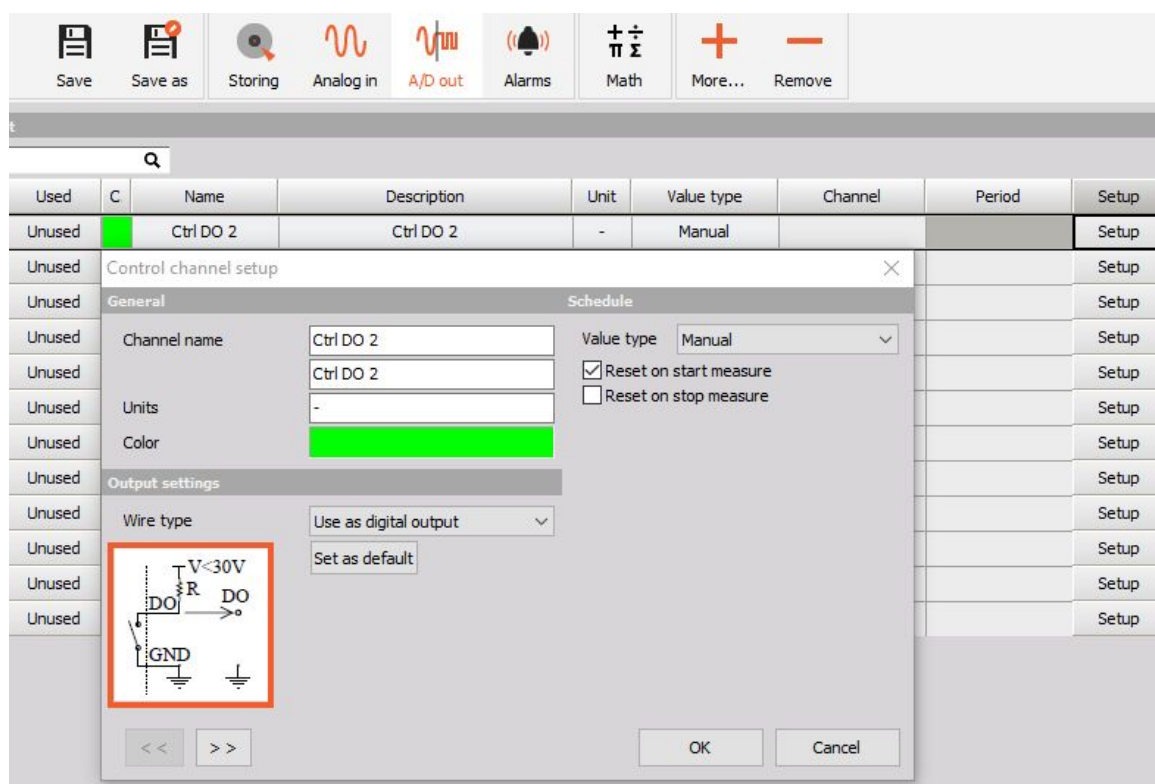 Save
Save as
Storing
Analog in
A/D out
Alarms
Math
More...
Remove
t
Used C Name Description Unit Value type Channel Period Setup
Unused Ctrl DO 2 Ctrl DO 2 - Manual Setup
Unused Setup
Unused Setup
Unused Setup
Unused Setup
Unused Setup
Unused Setup
Unused Setup
Unused Setup
Unused Setup
Unused Setup
Unused Setup
Control channel setup
General
Channel name Ctrl DO 2
Ctrl DO 2
Units -
Color
Output settings
Wire type Use as digital output
Set as default
V<30V
R
DO DO
GND
Schedule
Value type Manual
Reset on start measure
Reset on stop measure
<< >> OK Cancel